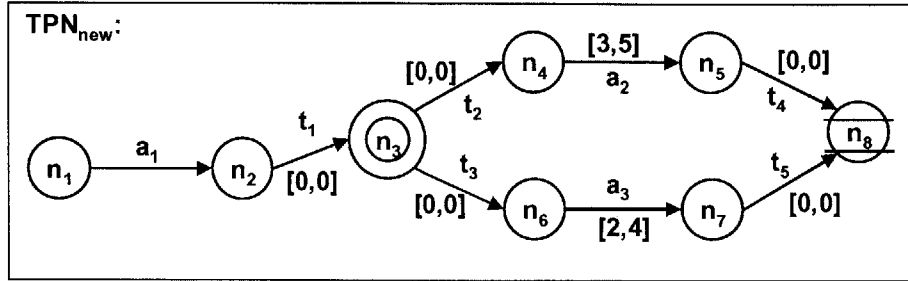 TPNnew:
n1
a1
n2
t1
[0,0]
n3
[0,0]
t2
n4
[3,5]
a2
n5
[0,0]
t4
t3
[0,0]
n6
a3
[2,4]
n7
t5
[0,0]
n8